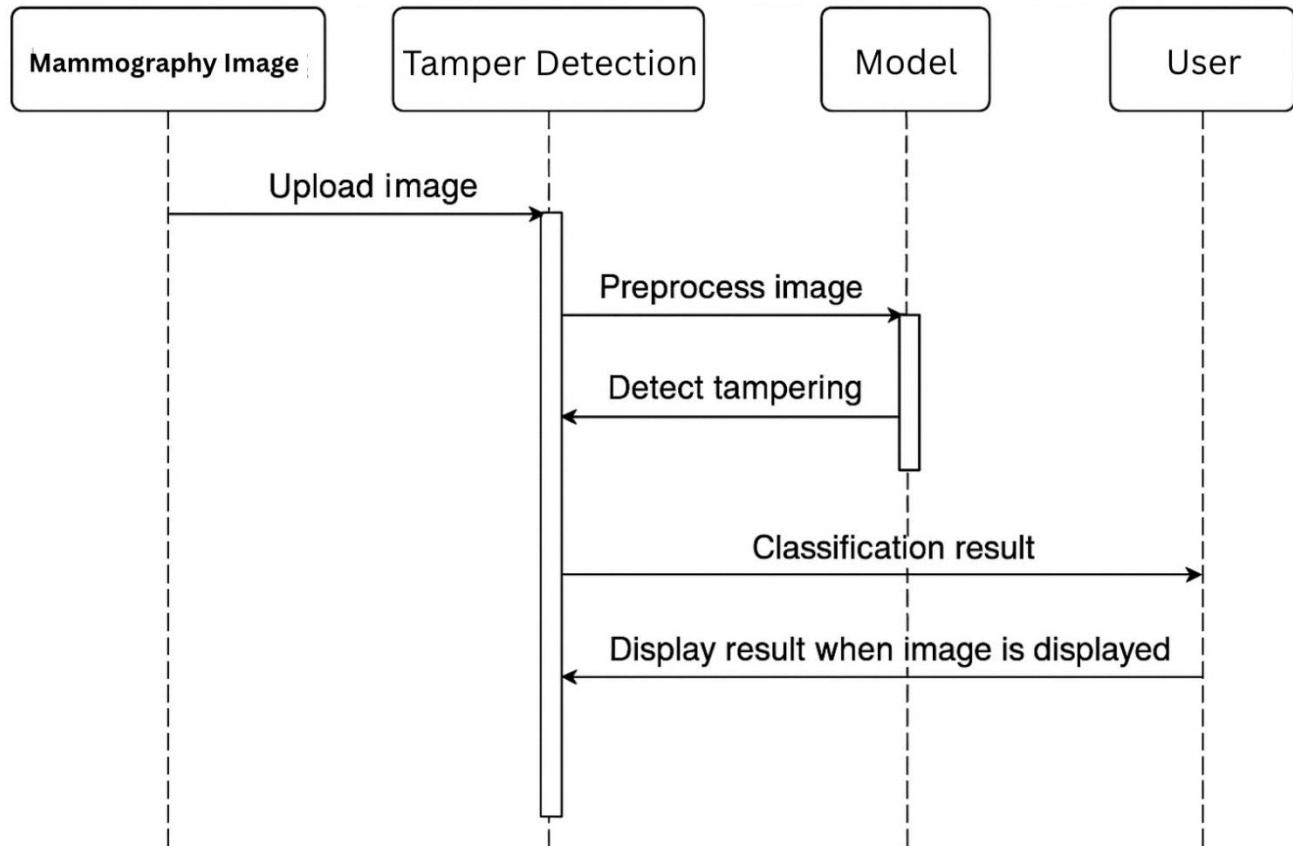 Mammography Image
Tamper Detection
Model
User
Upload image
Preprocess image
Detect tampering
Classification result
Display result when image is displayed